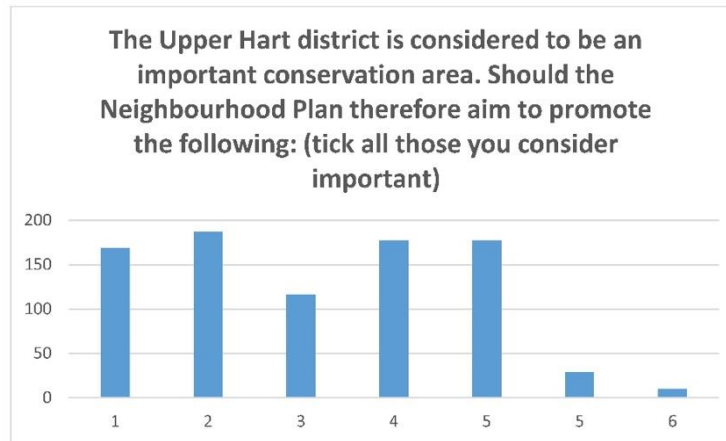 The Upper Hart district is considered to be an
important conservation area. Should the
Neighbourhood Plan therefore aim to promote
the following: (tick all those you consider
important)
200
150
100
50
0
1 2 3 4 5 5 6